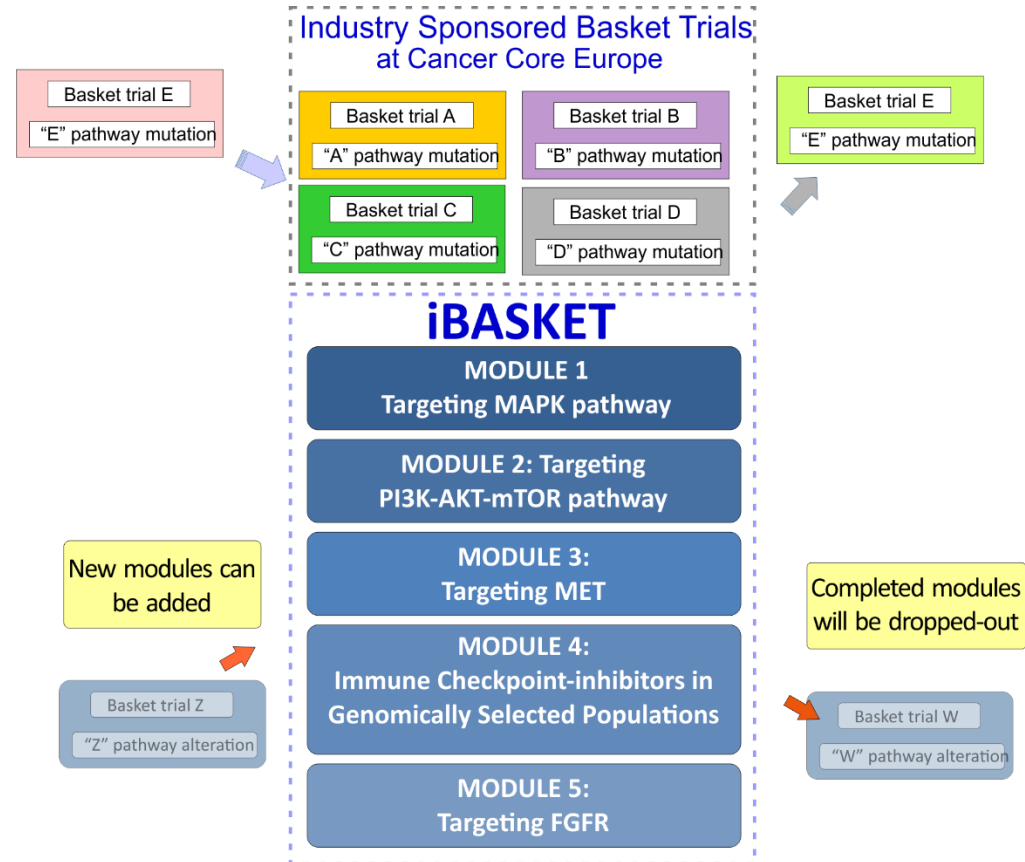 Industry Sponsored Basket Trials
at Cancer Core Europe
Basket trial E
"E" pathway mutation
Basket trial A
"A" pathway mutation
Basket trial B
"B" pathway mutation
Basket trial C
"C" pathway mutation
Basket trial D
"D" pathway mutation
Basket trial E
"E" pathway mutation
iBASKET
MODULE 1
Targeting MAPK pathway
MODULE 2: Targeting
PI3K-AKT-mTOR pathway
MODULE 3:
Targeting MET
MODULE 4:
Immune Checkpoint-inhibitors in
Genomically Selected Populations
MODULE 5:
Targeting FGFR
New modules can
be added
Basket trial Z
"Z" pathway alteration
Completed modules
will be dropped-out
Basket trial W
"W" pathway alteration